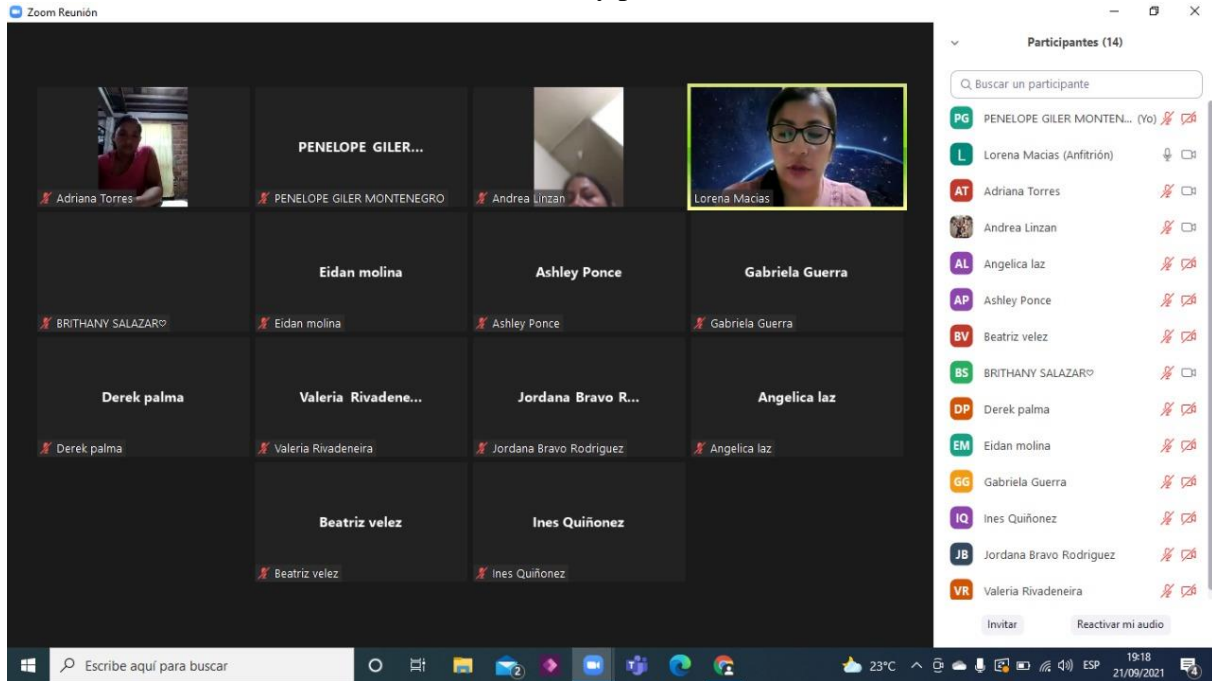 Zoom Reunión
Adriana Torres
PENELOPE GILER...
PENELOPE GILER MONTENEGRO
Andrea Linzan
Lorena Macias
BRITHANY SALAZAR♡
Eidan molina
Eidan molina
Ashley Ponce
Ashley Ponce
Gabriela Guerra
Gabriela Guerra
Derek palma
Derek palma
Valeria Rivadene...
Valeria Rivadeneira
Jordana Bravo R...
Jordana Bravo Rodriguez
Angelica laz
Angelica laz
Beatriz velez
Beatriz velez
Ines Quiñonez
Ines Quiñonez
Participantes (14)
Buscar un participante
PG PENELOPE GILER MONTEN... (Yo)
L Lorena Macias (Anfitrión)
AT Adriana Torres
Andrea Linzan
AL Angelica laz
AP Ashley Ponce
BV Beatriz velez
BS BRITHANY SALAZAR♡
DP Derek palma
EM Eidan molina
GG Gabriela Guerra
IQ Ines Quiñonez
JB Jordana Bravo Rodriguez
VR Valeria Rivadeneira
Invitar Reactivar mi audio
Escribe aquí para buscar
2
23°C
ESP
19:18
21/09/2021
4